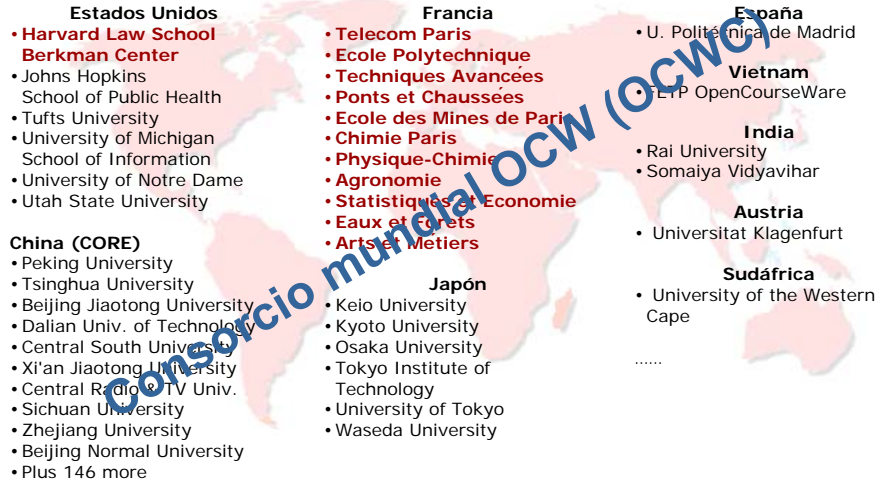 Estados Unidos
• Harvard Law School
Berkman Center
• Johns Hopkins
School of Public Health
• Tufts University
• University of Michigan
School of Information
• University of Notre Dame
• Utah State University
China (CORE)
• Peking University
• Tsinghua University
• Beijing Jiaotong University
• Dalian Univ. of Technology
• Central South University
• Xi'an Jiaotong University
• Central Radio & TV Univ.
• Sichuan University
• Zhejiang University
• Beijing Normal University
• Plus 146 more
Francia
• Telecom Paris
• Ecole Polytechnique
• Techniques Avancées
• Ponts et Chaussées
• Ecole des Mines de Paris
• Chimie Paris
• Physique-Chimie
• Agronomie
• Statistiques et Economie
• Eaux et Forets
• Arts et Métiers
Japón
• Keio University
• Kyoto University
• Osaka University
• Tokyo Institute of
Technology
• University of Tokyo
• Waseda University
España
• U. Politécnica de Madrid
Vietnam
• FETP OpenCourseWare
India
• Rai University
• Somaiya Vidyavihar
Austria
• Universitat Klagenfurt
Sudáfrica
• University of the Western
Cape
......
Consorcio mundial OCW (OCWC)